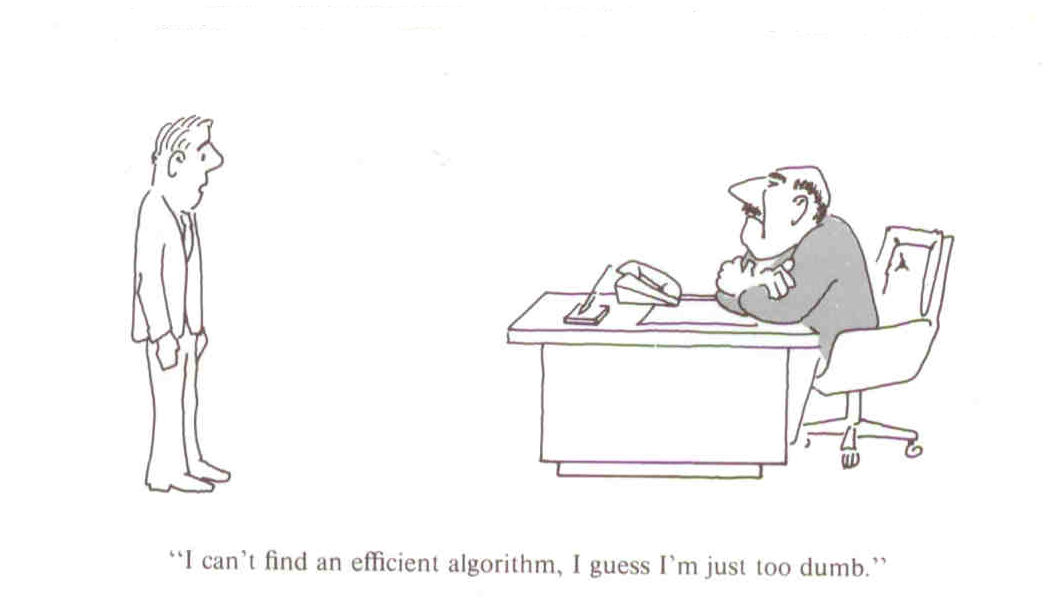 “I can’t find an efficient algorithm, I guess I’m just too dumb.”